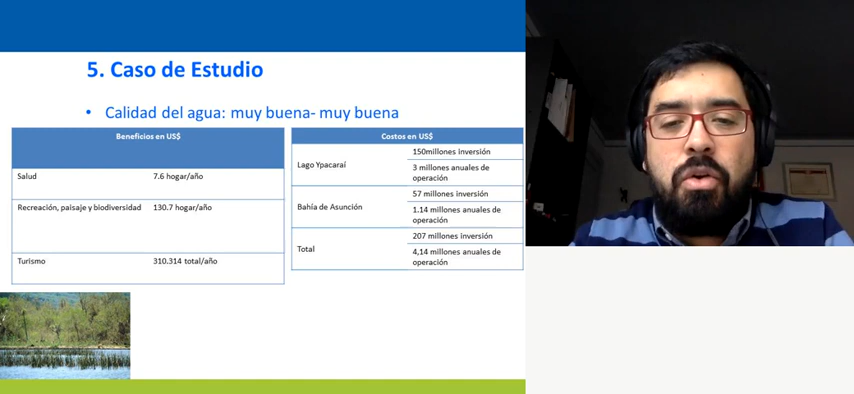 5. Caso de Estudio
• Calidad del agua: muy buena- muy buena
Beneficios en US$
Salud 7.6 hogar/año
Recreación, paisaje y biodiversidad 130.7 hogar/año
Turismo 310.314 total/año
Costos en US$
Lago Ypacaraí
150millones inversión
3 millones anuales de
operación
Bahía de Asunción
57 millones inversión
1.14 millones anuales de
operación
Total
207 millones inversión
4,14 millones anuales de
operación